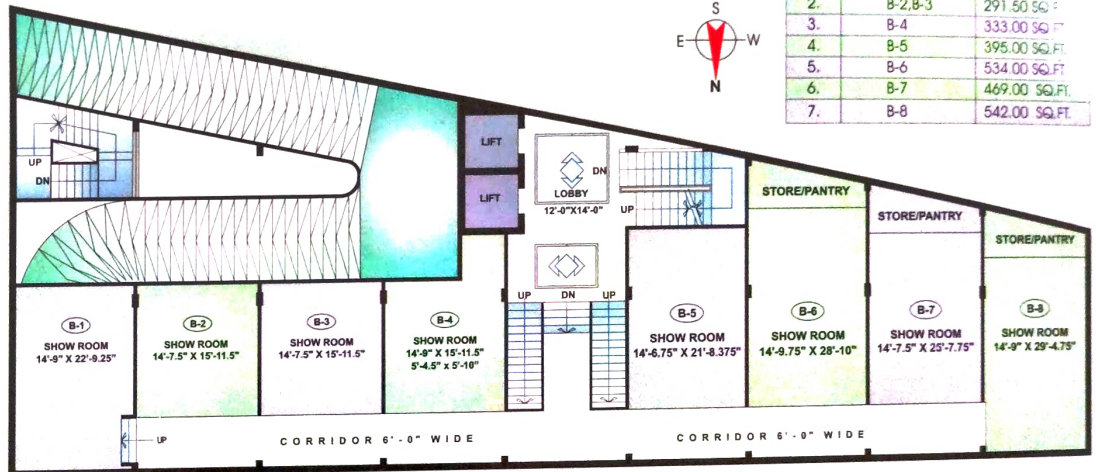 S
E W
N
2. B-2,B-3 291.50 SQ.F
3. B-4 333.00 SQ.FT
4. B-5 395.00 SQ.FT.
5. B-6 534.00 SQ.FT
6. B-7 469.00 SQ.FT.
7. B-8 542.00 SQ.FT.
UP
DN
LIFT
LIFT
LOBBY
12'-0"X14'-0"
DN
UP
STORE/PANTRY
STORE/PANTRY
STORE/PANTRY
UP
DN
UP
B-1
SHOW ROOM
14'-9" X 22'-9.25"
B-2
SHOW ROOM
14'-7.5" X 15'-11.5"
B-3
SHOW ROOM
14'-7.5" X 15'-11.5"
B-4
SHOW ROOM
14'-9" X 15'-11.5"
5'-4.5" x 5'-10"
B-5
SHOW ROOM
14'-6.75" X 21'-8.375"
B-6
SHOW ROOM
14'-9.75" X 28'-10"
B-7
SHOW ROOM
14'-7.5" X 25'-7.75"
B-8
SHOW ROOM
14'-9" X 29'-4.75"
UP
CORRIDOR 6'-0" WIDE
CORRIDOR 6'-0" WIDE